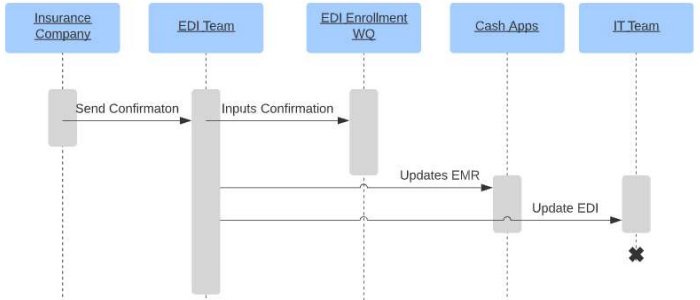 Insurance
Company
EDI Team
EDI Enrollment
WQ
Cash Apps
IT Team
Send Confirmaton
Inputs Confirmation
Updates EMR
Update EDI